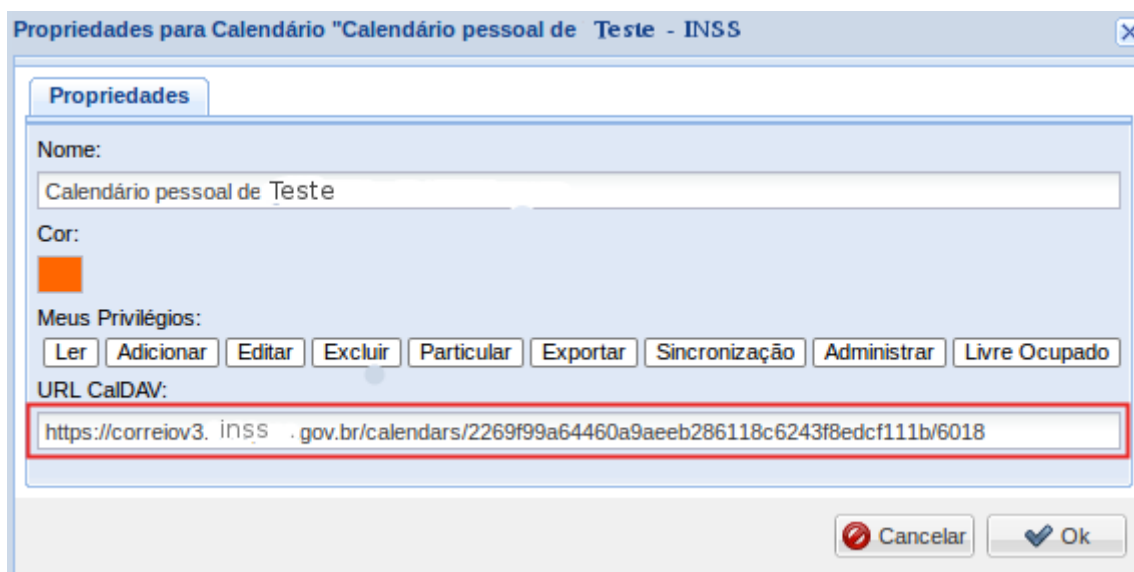 Propriedades para Calendário "Calendário pessoal de Teste - INSS
Propriedades
Nome:
Calendário pessoal de Teste
Cor:
Meus Privilégios:
Ler Adicionar Editar Excluir Particular Exportar Sincronização Administrar Livre Ocupado
URL CalDAV:
https://correiov3. inss .gov.br/calendars/2269f99a64460a9aeeb286118c6243f8edcf111b/6018
Cancelar Ok